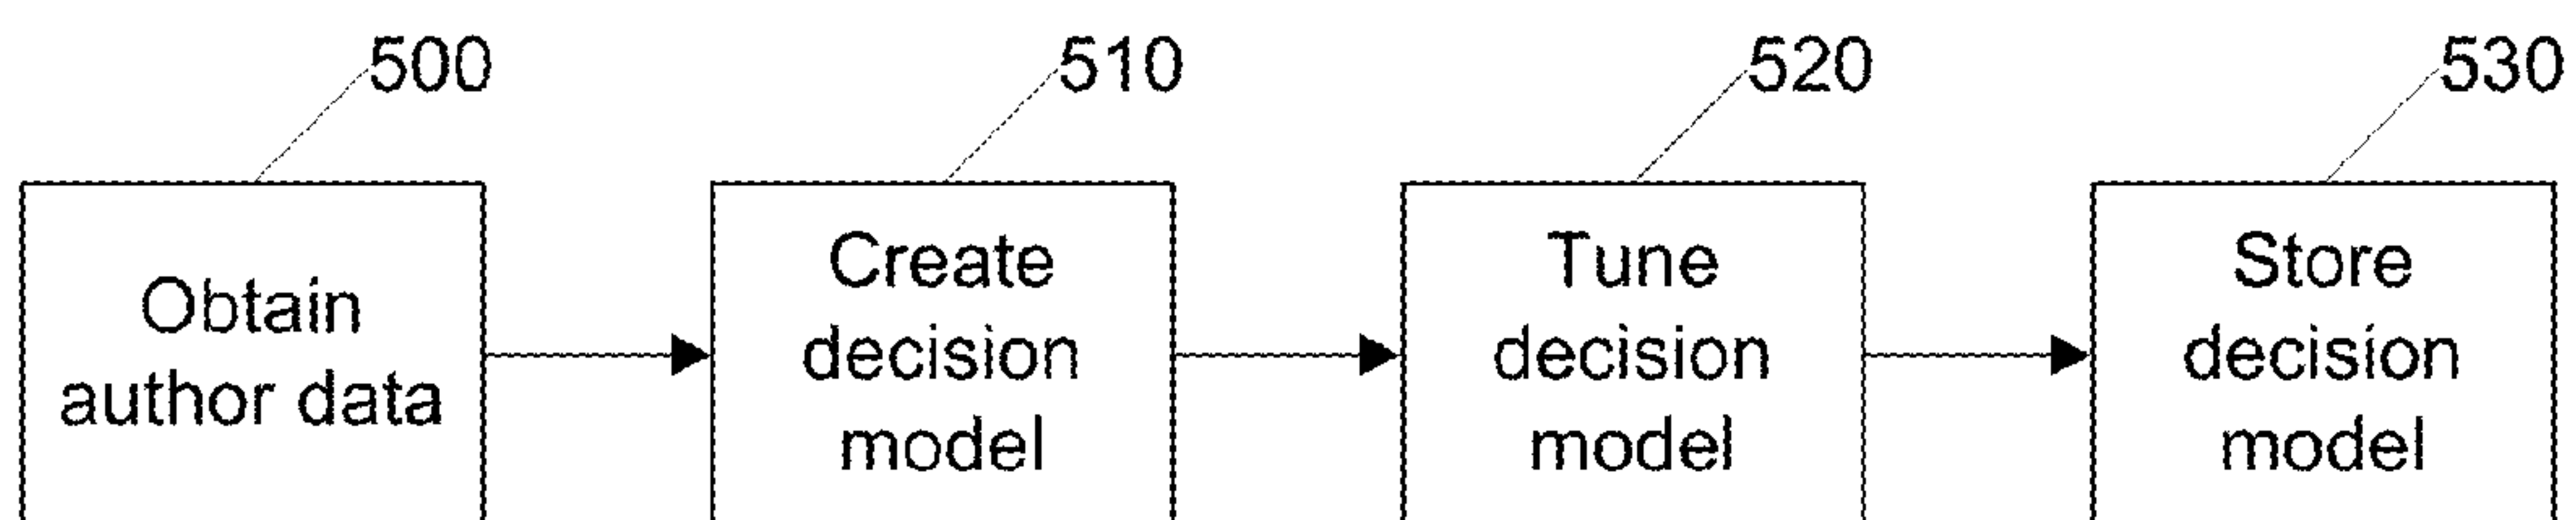 500
510
520
530
Obtain
author data
Create
decision
model
Tune
decision
model
Store
decision
model